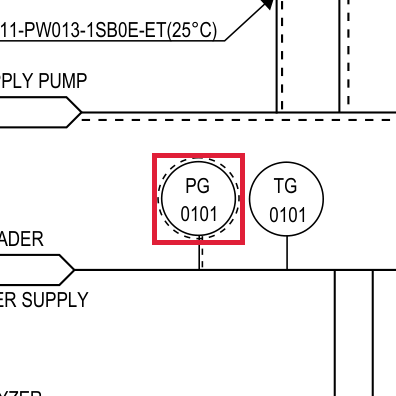 11-PW013-1SB0E-ET(25°C)
PLY PUMP
PG
0101
TG
0101
ADER
ER SUPPLY